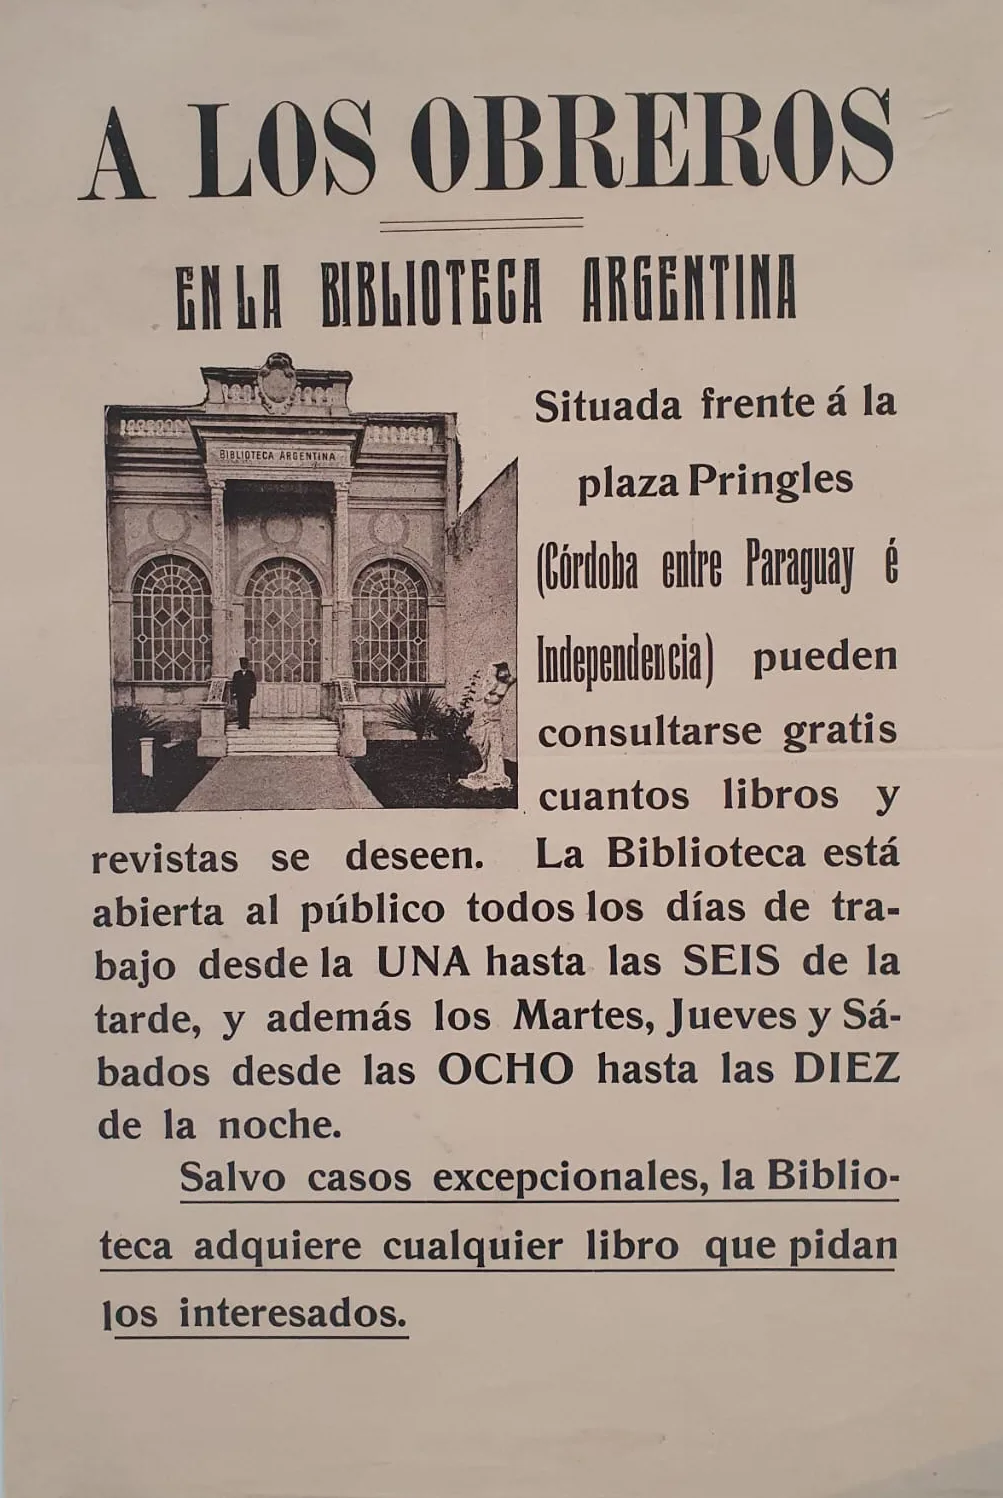 A LOS OBREROS
EN LA BIBLIOTECA ARGENTINA
BIBLIOTECA ARGENTINA
Situada frente á la
plaza Pringles
(Córdoba entre Paraguay é
Independencia) pueden
consultarse gratis
cuantos libros y
revistas se deseen. La Biblioteca está
abierta al público todos los días de tra-
bajo desde la UNA hasta las SEIS de la
tarde, y además los Martes, Jueves y Sá-
bados desde las OCHO hasta las DIEZ
de la noche.
Salvo casos excepcionales, la Biblio-
teca adquiere cualquier libro que pidan
los interesados.